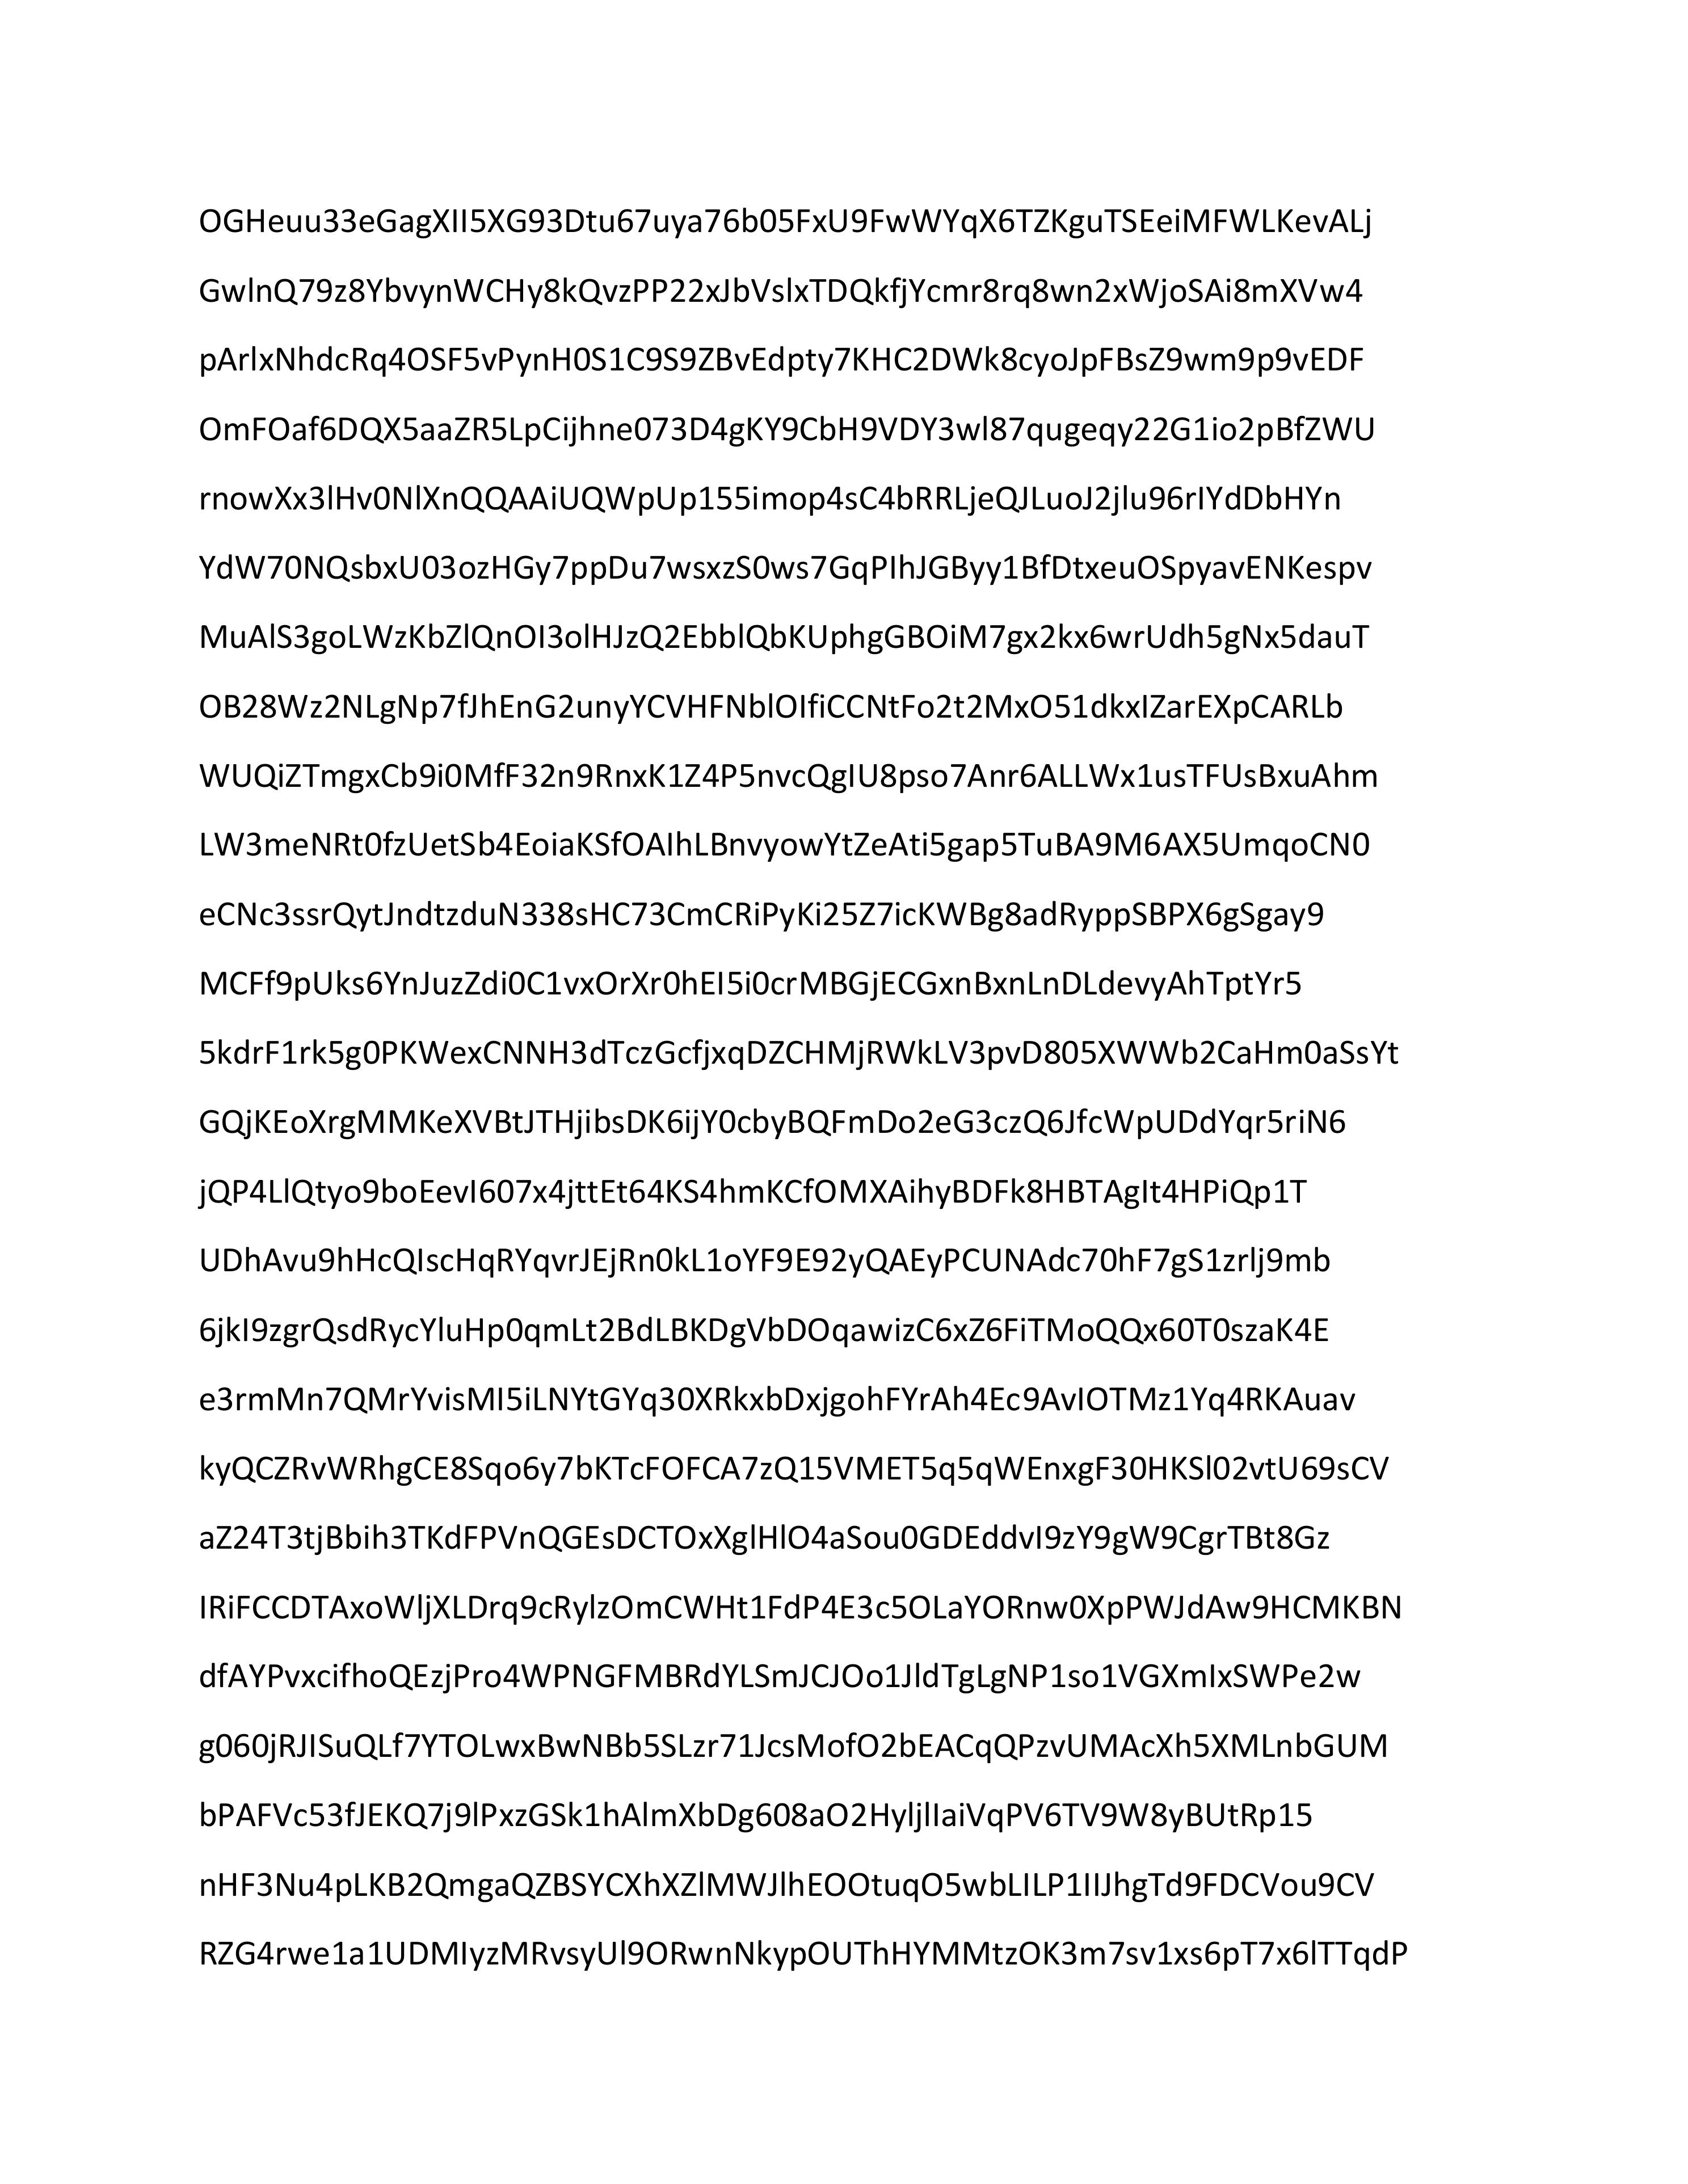 OGHeuu33eGagXII5XG93Dtu67uya76b05FxU9FwWYqX6TZKguTSEeiMFWLKevALj
GwlnQ79z8YbvynWCHy8kQvzPP22xJbVslxTDQkfjYcmr8rq8wn2xWjoSAi8mXVw4
pArlxNhdcRq4OSF5vPynH0S1C9S9ZBvEdpty7KHC2DWk8cyoJpFBsZ9wm9p9vEDF
OmFOaf6DQX5aaZR5LpCijhne073D4gKY9CbH9VDY3wl87qugeqy22G1io2pBfZWU
rnowXx3lHv0NlXnQQAAiUQWpUp155imop4sC4bRRLjeQJLuoJ2jlu96rIYdDbHYn
YdW70NQsbxU03ozHGy7ppDu7wsxzS0ws7GqPIhJGByy1BfDtxeuOSpyavENKespv
MuAlS3goLWzKbZlQnOI3olHJzQ2EbblQbKUphgGBOiM7gx2kx6wrUdh5gNx5dauT
OB28Wz2NLgNp7fJhEnG2unyYCVHFNblOIfiCCNtFo2t2MxO51dkxIZarEXpCARLb
WUQiZTmgxCb9i0MfF32n9RnxK1Z4P5nvcQgIU8pso7Anr6ALLWx1usTFUsBxuAhm
LW3meNRt0fzUetSb4EoiaKSfOAlhLBnvyowYtZeAti5gap5TuBA9M6AX5UmqoCN0
eCNc3ssrQytJndtzduN338sHC73CmCRiPyKi25Z7icKWBg8adRyppSBPX6gSgay9
MCFf9pUks6YnJuzZdi0C1vxOrXr0hEI5i0crMBGjECGxnBxnLnDLdevyAhTptYr5
5kdrF1rk5g0PKWexCNNH3dTczGcfjxqDZCHMjRWkLV3pvD805XWWb2CaHm0aSsYt
GQjKEoXrgMMKeXVBtJTHjibsDK6ijY0cbyBQFmDo2eG3czQ6JfcWpUDdYqr5riN6
jQP4LlQtyo9boEevI607x4jttEt64KS4hmKCfOMXAihyBDFk8HBTAgIt4HPiQp1T
UDhAvu9hHcQIscHqRYqvrJEjRn0kL1oYF9E92yQAEyPCUNAdc70hF7gS1zrlj9mb
6jkI9zgrQsdRycYluHp0qmLt2BdLBKDgVbDOqawizC6xZ6FiTMoQQx60T0szaK4E
e3rmMn7QMrYvisMI5iLNYtGYq30XRkxbDxjgohFYrAh4Ec9AvIOTMz1Yq4RKAuav
kyQCZRvWRhgCE8Sqo6y7bKTcFOFCA7zQ15VMET5q5qWEnxgF30HKSl02vtU69sCV
aZ24T3tjBbih3TKdFPVnQGEsDCTOxXglHlO4aSou0GDEddvI9zY9gW9CgrTBt8Gz
IRiFCCDTAxoWljXLDrq9cRylzOmCWHt1FdP4E3c5OLaYORnw0XpPWJdAw9HCMKBN
dfAYPvxcifhoQEzjPro4WPNGFMBRdYLSmJCJOo1JldTgLgNP1so1VGXmIxSWPe2w
g060jRJISuQLf7YTOLwxBwNBb5SLzr71JcsMofO2bEACqQPzvUMAcXh5XMLnbGUM
bPAFVc53fJEKQ7j9lPxzGSk1hAlmXbDg608aO2HyljlIaiVqPV6TV9W8yBUtRp15
nHF3Nu4pLKB2QmgaQZBSYCXhXZlMWJlhEOOtuqO5wbLILP1IIJhgTd9FDCVou9CV
RZG4rwe1a1UDMIyzMRvsyUl9ORwnNkypOUThHYMMtzOK3m7sv1xs6pT7x6lTTqdP